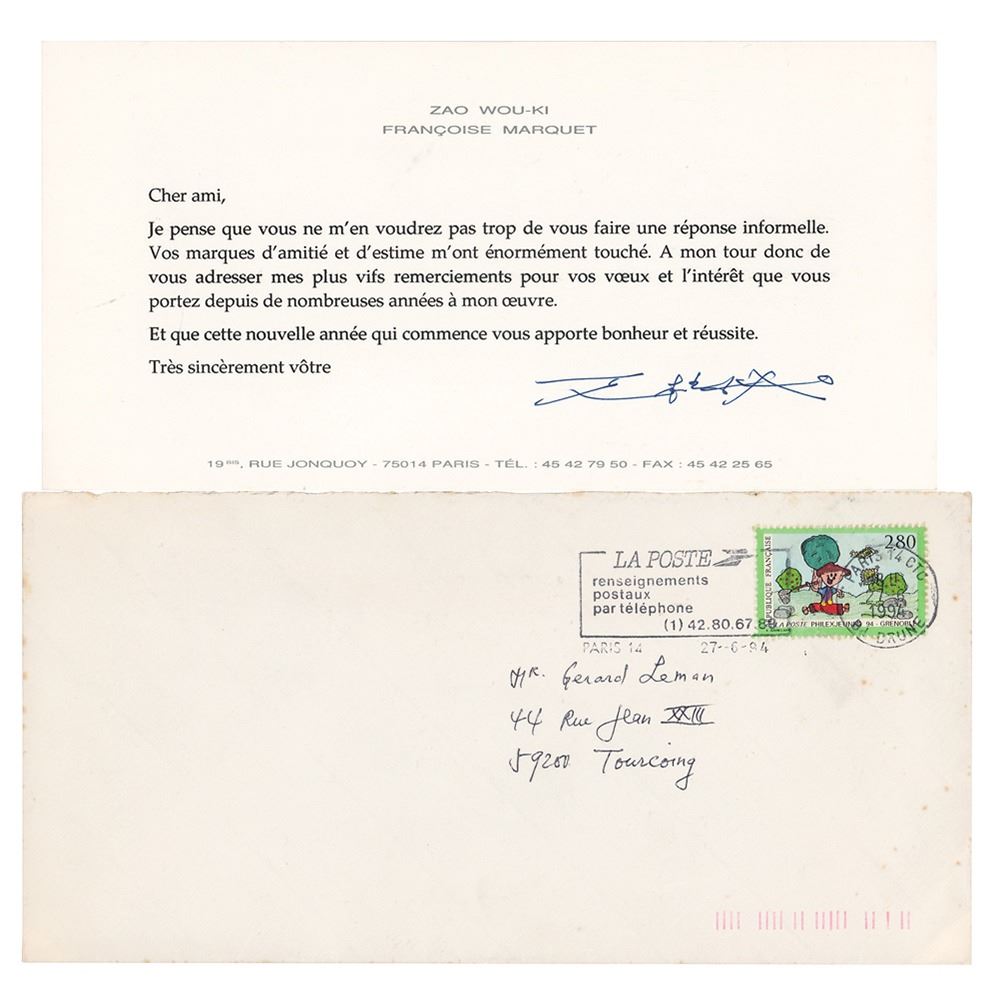 ZAO WOU-KI
FRANÇOISE MARQUET
Cher ami,
Je pense que vous ne m'en voudrez pas trop de vous faire une réponse informelle.
Vos marques d'amitié et d'estime m'ont énormément touché. A mon tour donc de
vous adresser mes plus vifs remerciements pour vos vœux et l'intérêt que vous
portez depuis de nombreuses années à mon œuvre.
Et que cette nouvelle année qui commence vous apporte bonheur et réussite.
Très sincèrement vôtre
19 BIS, RUE JONQUOY - 75014 PARIS - TÉL. : 45 42 79 50 - FAX : 45 42 25 65
LA POSTE
renseignements
postaux
par téléphone
(1) 42.80.67.89
PARIS 14 27-6-94
2,80
REPUBLIQUE FRANÇAISE
LA POSTE PHILEXJEUNES 94 - GRENOBLE
PARIS 14 CTC
1994
BRUNE
Mr. Gerard Leman
44 Rue Jean XXIII
59200 Tourcoing